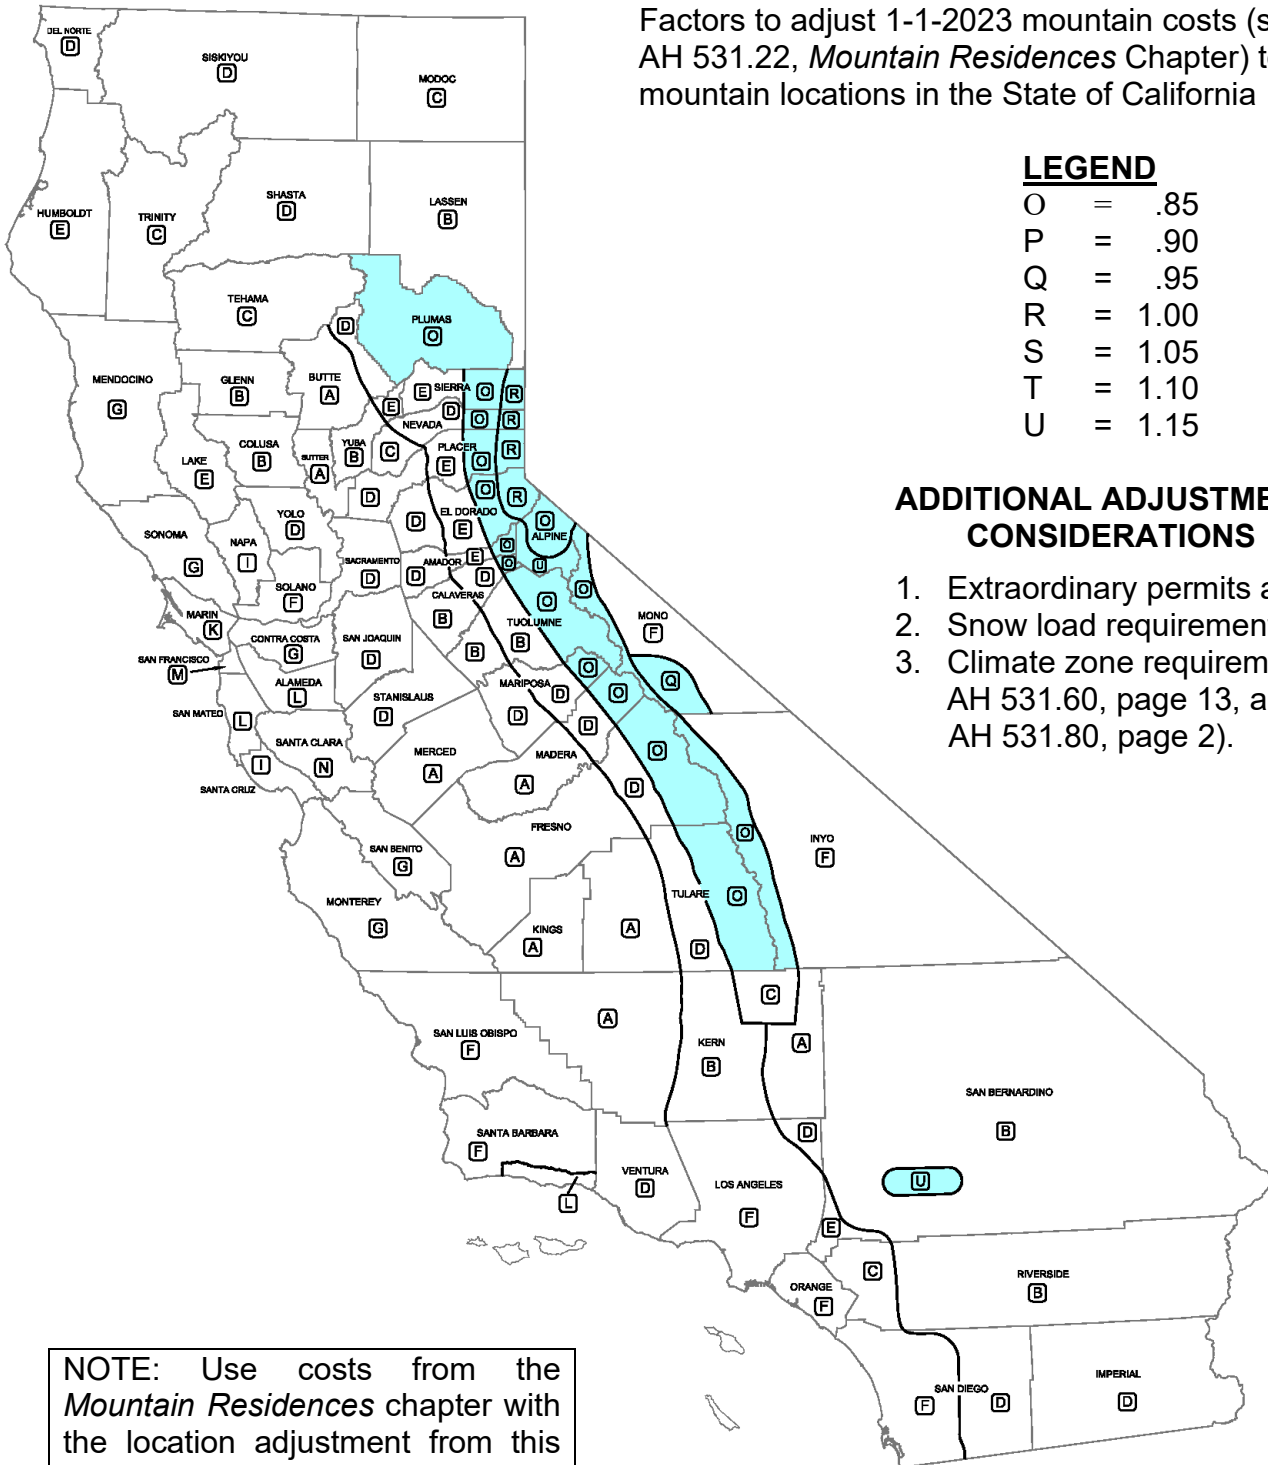 Factors to adjust 1-1-2023 mountain costs (s
AH 531.22, Mountain Residences Chapter) t
mountain locations in the State of California
LEGEND
O = .85
P = .90
Q = .95
R = 1.00
S = 1.05
T = 1.10
U = 1.15
ADDITIONAL ADJUSTME
CONSIDERATIONS
1. Extraordinary permits a
2. Snow load requirement
3. Climate zone requirem
AH 531.60, page 13, a
AH 531.80, page 2).
DEL NORTE
D
SISKIYOU
D
MODOC
C
HUMBOLDT
E
TRINITY
C
SHASTA
D
LASSEN
B
TEHAMA
C
D
PLUMAS
O
MENDOCINO
G
GLENN
B
BUTTE
A
E
E SIERRA O R
D
NEVADA
O R
LAKE
E
COLUSA
B
SUTTER
A
YUBA
B
C
PLACER
E
O R
D
O R
SONOMA
G
NAPA
I
YOLO
D
D
EL DORADO
E
O
ALPINE
O
O
U
SOLANO
F
SACRAMENTO
D
AMADOR
D
E
D
MARIN
K
CALAVERAS
B
O
O
MONO
F
CONTRA COSTA
G
SAN JOAQUIN
D
TUOLUMNE
B
B
SAN FRANCISCO
M
ALAMEDA
L
STANISLAUS
D
MARIPOSA
D
D
O
O
Q
SAN MATEO
L
SANTA CLARA
N
I
SANTA CRUZ
MERCED
A
MADERA
A
D
O
D
FRESNO
A
O
INYO
F
SAN BENITO
G
MONTEREY
G
KINGS
A
A
TULARE
O
D
SAN LUIS OBISPO
F
A
C
KERN
B
A
SAN BERNARDINO
B
SANTA BARBARA
F
L
VENTURA
D
LOS ANGELES
F
D
U
E
ORANGE
F
C
RIVERSIDE
B
SAN DIEGO
F
D
IMPERIAL
D
NOTE: Use costs from the
Mountain Residences chapter with
the location adjustment from this